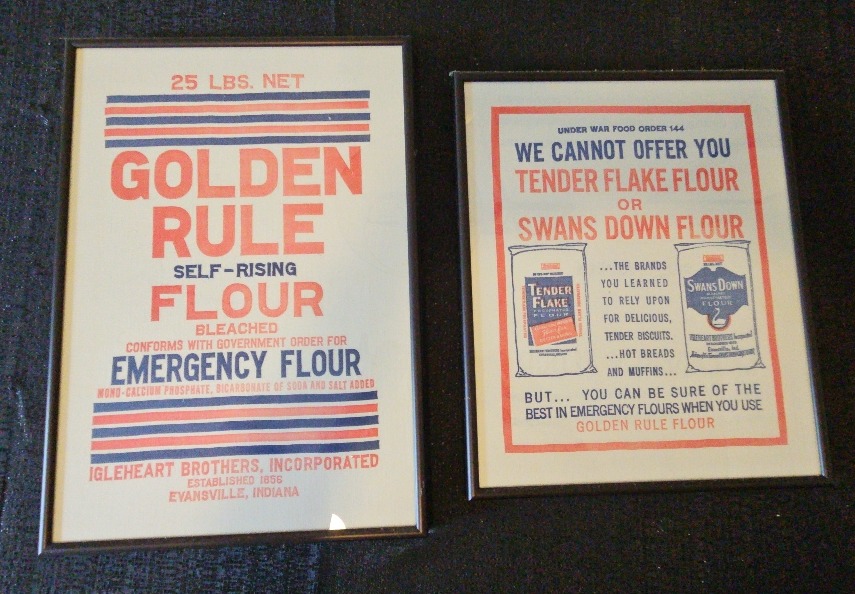 25 LBS. NET
GOLDEN
RULE
SELF-RISING
FLOUR
BLEACHED
CONFORMS WITH GOVERNMENT ORDER FOR
EMERGENCY FLOUR
MONO-CALCIUM PHOSPHATE, BICARBONATE OF SODA AND SALT ADDED
IGLEHEART BROTHERS, INCORPORATED
ESTABLISHED 1856
EVANSVILLE, INDIANA
UNDER WAR FOOD ORDER 144
WE CANNOT OFFER YOU
TENDER FLAKE FLOUR
OR
SWANS DOWN FLOUR
TENDER
FLAKE
FLOUR
...THE BRANDS
YOU LEARNED
TO RELY UPON
FOR DELICIOUS,
TENDER BISCUITS.
...HOT BREADS
AND MUFFINS...
SWANS DOWN
FLOUR
IGLEHEART BROTHERS
BUT... YOU CAN BE SURE OF THE
BEST IN EMERGENCY FLOURS WHEN YOU USE
GOLDEN RULE FLOUR